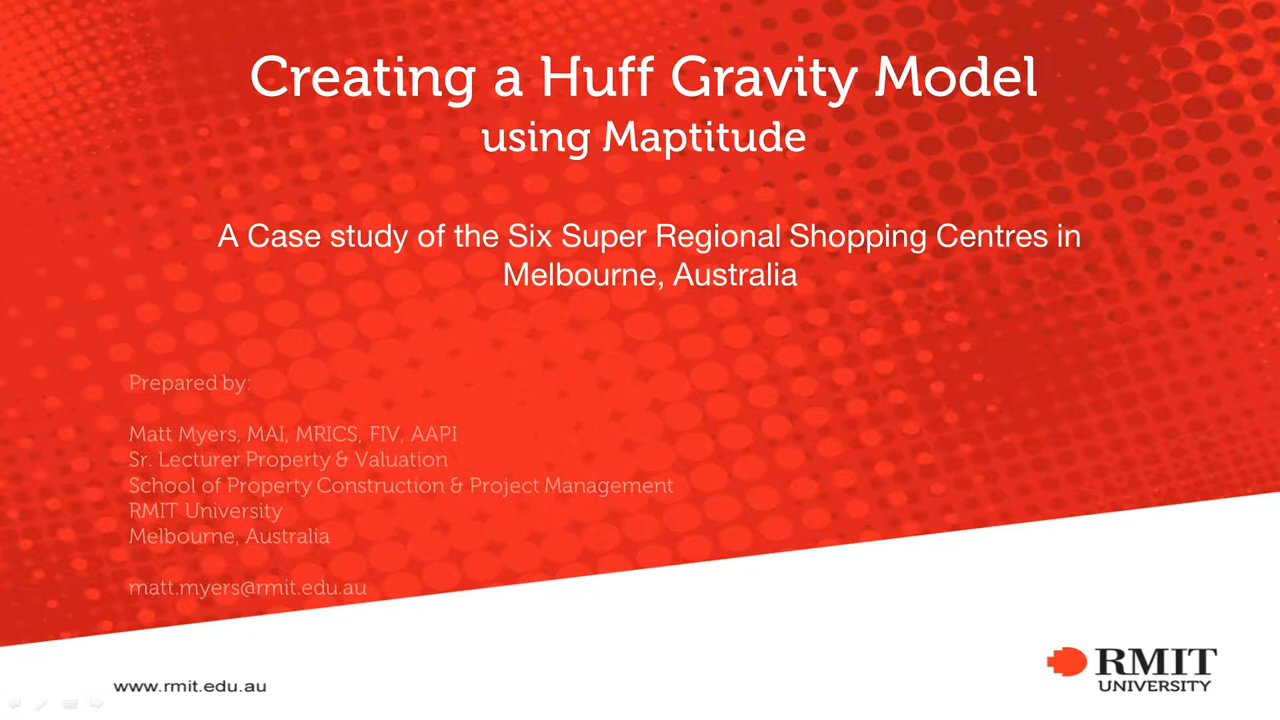 Creating a Huff Gravity Model
using Maptitude
A Case study of the Six Super Regional Shopping Centres in
Melbourne, Australia
Prepared by:
Matt Myers, MAI, MRICS, FIV, AAPI
Sr. Lecturer Property & Valuation
School of Property Construction & Project Management
RMIT University
Melbourne, Australia
matt.myers@rmit.edu.au
www.rmit.edu.au
RMIT
UNIVERSITY